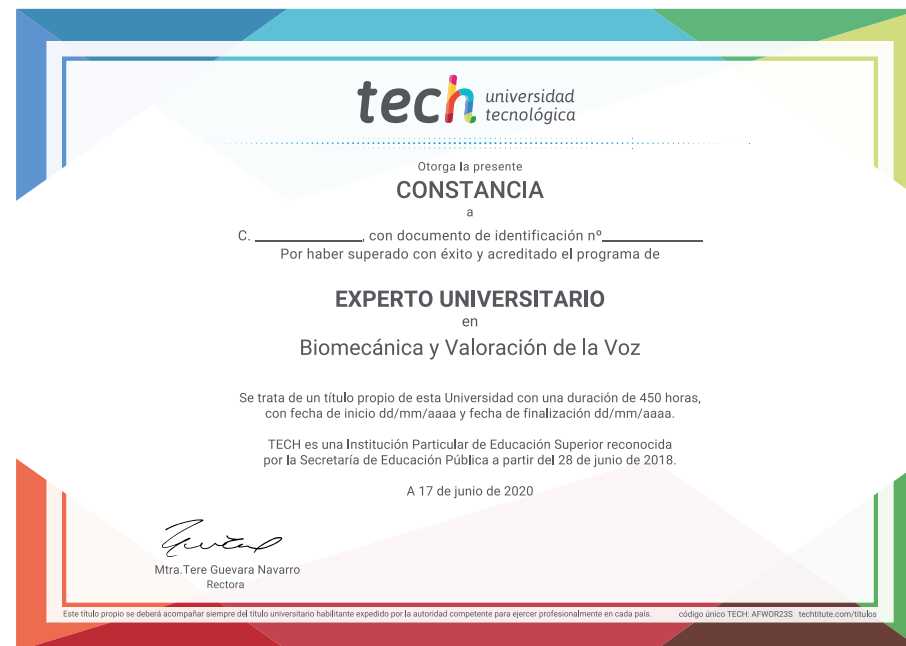 tech universidad
tecnológica
Otorga la presente
CONSTANCIA
a
C. ______________, con documento de identificación nº_____________
Por haber superado con éxito y acreditado el programa de
EXPERTO UNIVERSITARIO
en
Biomecánica y Valoración de la Voz
Se trata de un título propio de esta Universidad con una duración de 450 horas,
con fecha de inicio dd/mm/aaaa y fecha de finalización dd/mm/aaaa.
TECH es una Institución Particular de Educación Superior reconocida
por la Secretaría de Educación Pública a partir del 28 de junio de 2018.
A 17 de junio de 2020
Mtra.Tere Guevara Navarro
Rectora
Este título propio se deberá acompañar siempre del título universitario habilitante expedido por la autoridad competente para ejercer profesionalmente en cada país. código único TECH: AFWOR23S techtitute.com/títulos